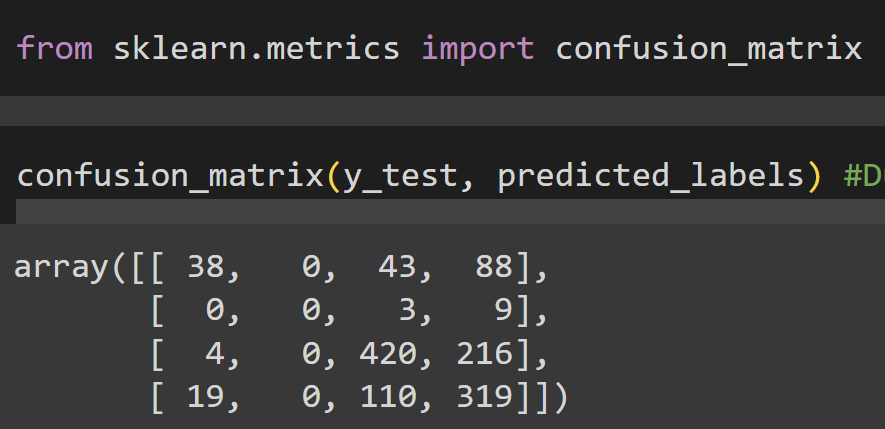 from sklearn.metrics import confusion_matrix
confusion_matrix(y_test, predicted_labels) #D
array([[ 38,   0,  43,  88],
       [  0,   0,   3,   9],
       [  4,   0, 420, 216],
       [ 19,   0, 110, 319]])